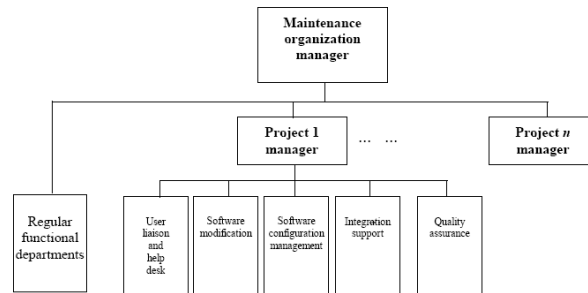 Maintenance
organization
manager
Project 1
manager
... ...
Project n
manager
Regular
functional
departments
User
liaison
and
help
desk
Software
modification
Software
configuration
management
Integration
support
Quality
assurance